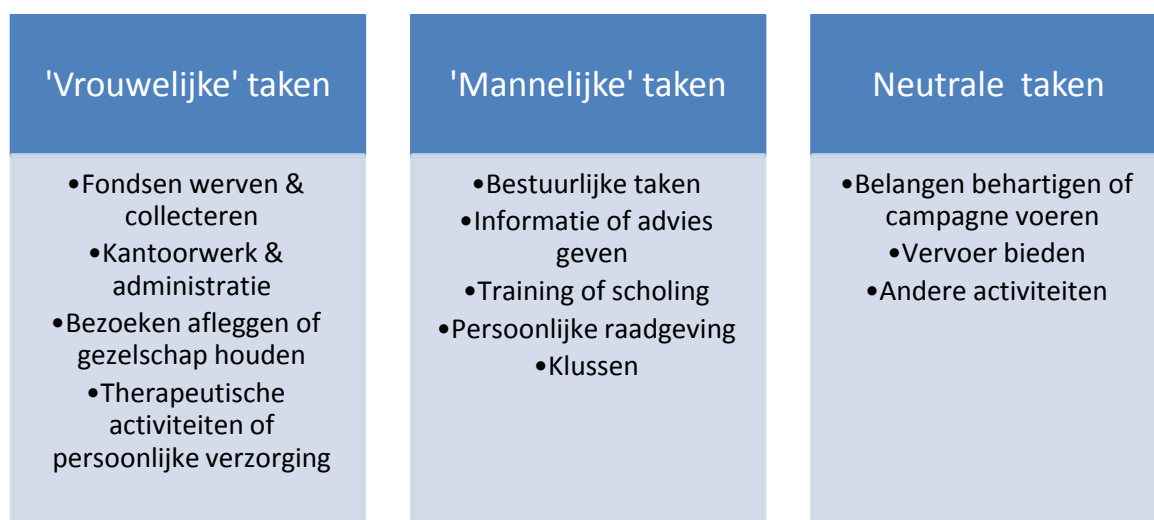 'Vrouwelijke' taken
•Fondsen werven &
collecteren
•Kantoorwerk &
administratie
•Bezoeken afleggen of
gezelschap houden
•Therapeutische
activiteiten of
persoonlijke verzorging
'Mannelijke' taken
•Bestuurlijke taken
•Informatie of advies
geven
•Training of scholing
•Persoonlijke raadgeving
•Klussen
Neutrale taken
•Belangen behartigen of
campagne voeren
•Vervoer bieden
•Andere activiteiten